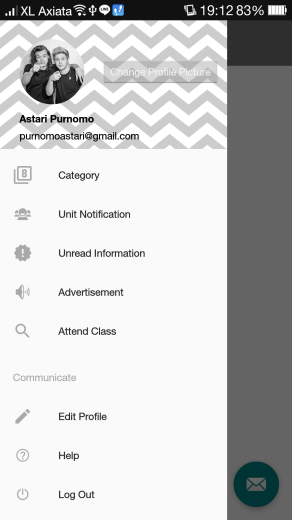 XL Axiata 19:12 83%
Change Profile Picture
Astari Purnomo
purnomoastari@gmail.com
8 Category
Unit Notification
Unread Information
Advertisement
Attend Class
Communicate
Edit Profile
Help
Log Out